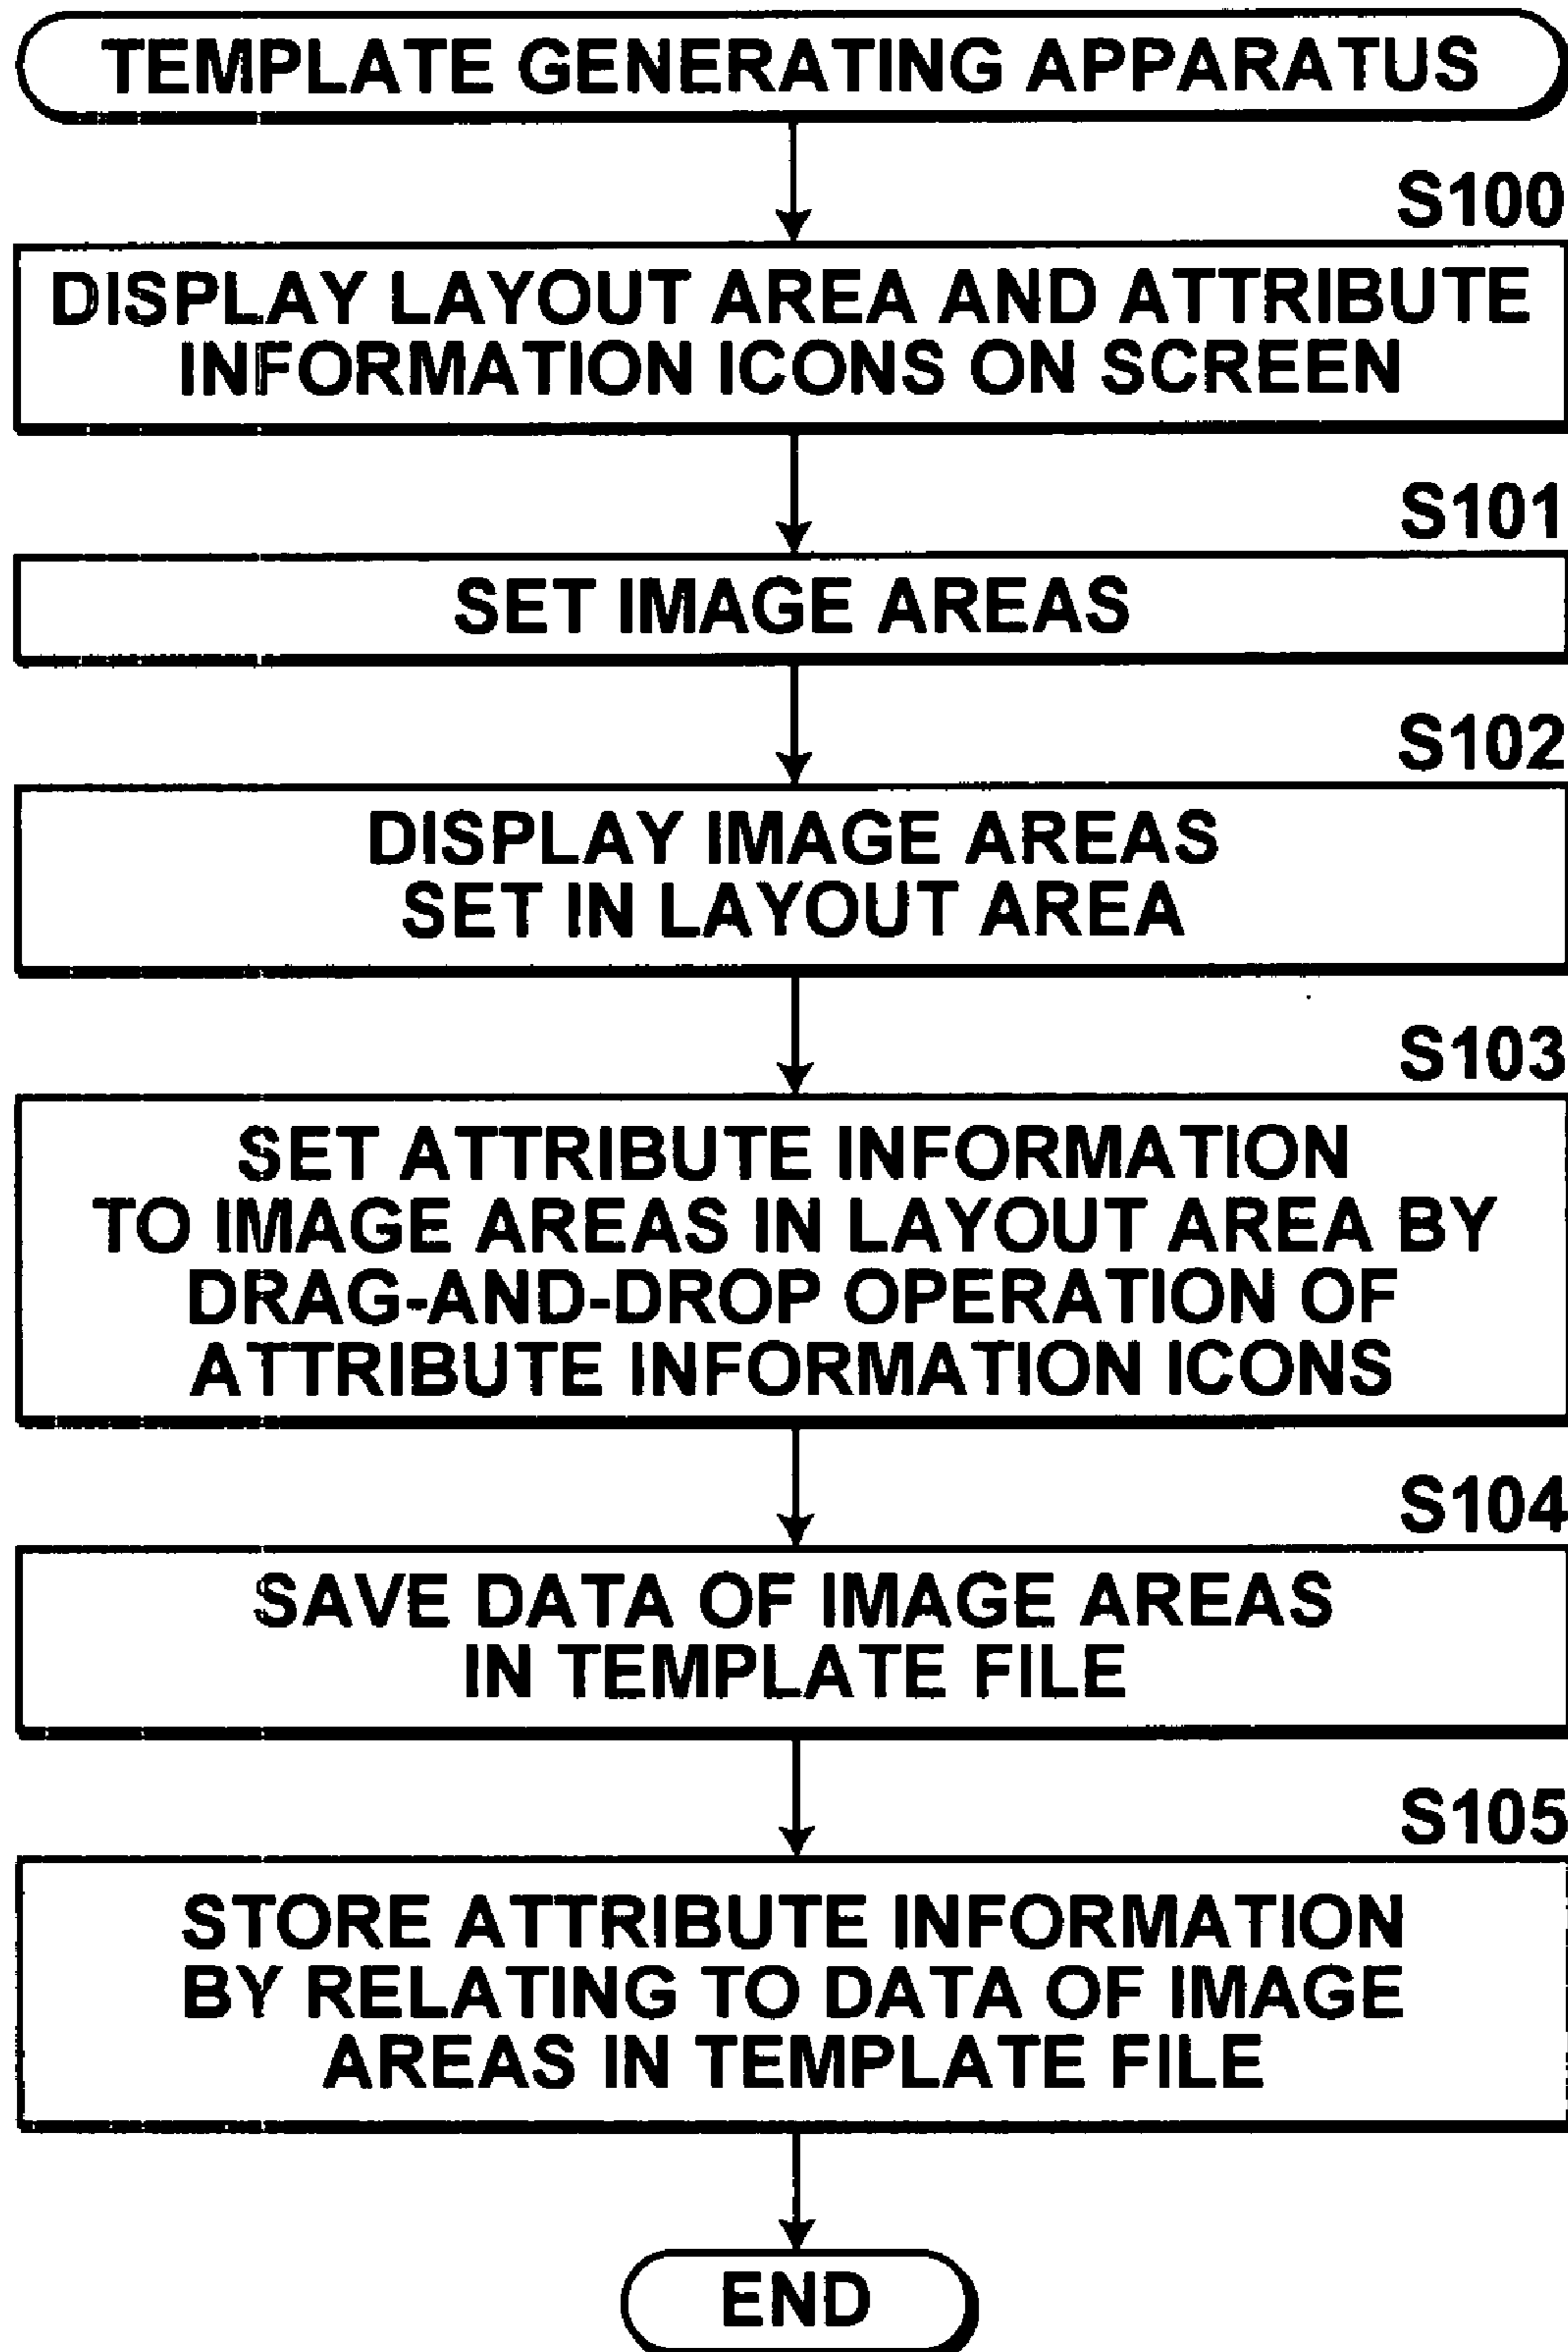 TEMPLATE GENERATING APPARATUS
S100
DISPLAY LAYOUT AREA AND ATTRIBUTE
INFORMATION ICONS ON SCREEN
S101
SET IMAGE AREAS
S102
DISPLAY IMAGE AREAS
SET IN LAYOUT AREA
S103
SET ATTRIBUTE INFORMATION
TO IMAGE AREAS IN LAYOUT AREA BY
DRAG-AND-DROP OPERATION OF
ATTRIBUTE INFORMATION ICONS
S104
SAVE DATA OF IMAGE AREAS
IN TEMPLATE FILE
S105
STORE ATTRIBUTE INFORMATION
BY RELATING TO DATA OF IMAGE
AREAS IN TEMPLATE FILE
END